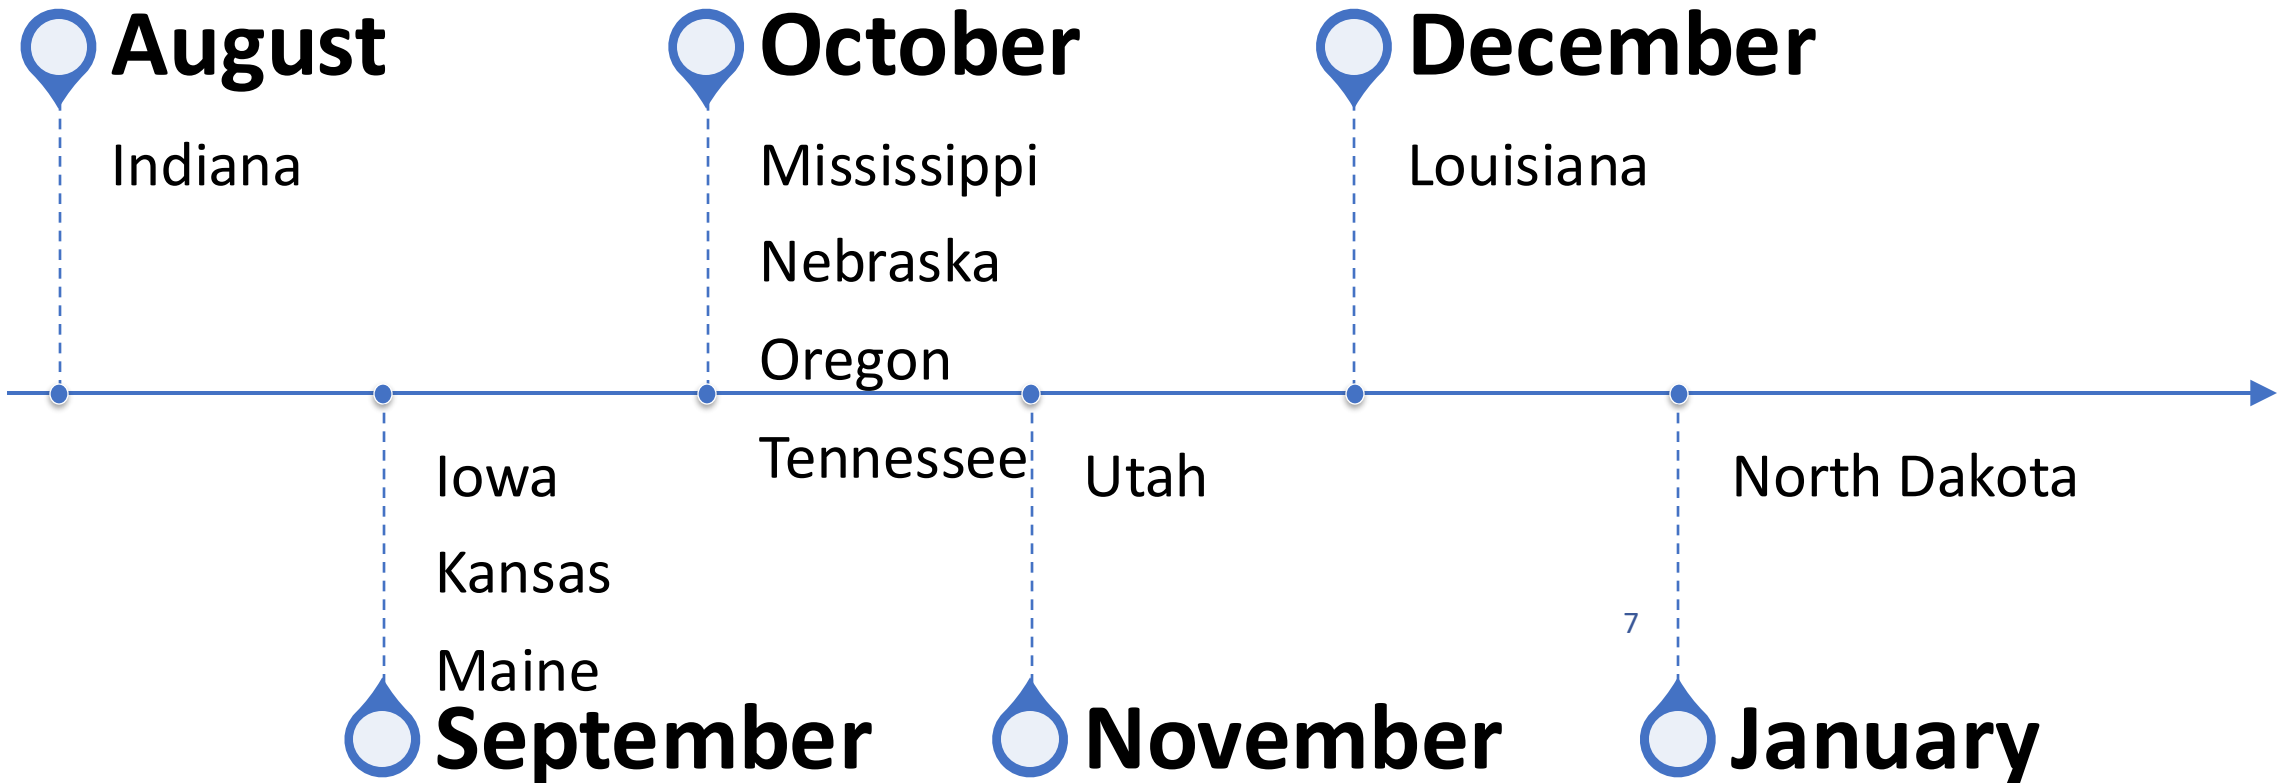 August
Indiana
September
Iowa
Kansas
Maine
October
Mississippi
Nebraska
Oregon
Tennessee
November
Utah
December
Louisiana
January
North Dakota
7